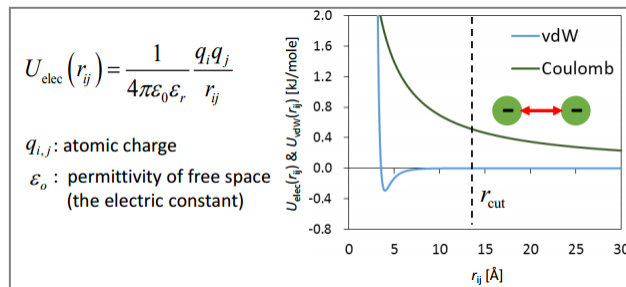 U_elec(r_ij) = 1 / 4πε₀ε_r q_i q_j / r_ij
q_i,j: atomic charge
ε_o : permittivity of free space
(the electric constant)
U_elec(r_ij) & U_vdW(r_ij) [kJ/mole]
2.0
1.6
1.2
0.8
0.4
0.0
-0.4
-0.8
vdW
Coulomb
- -
r_cut
0 5 10 15 20 25 30
r_ij [Å]